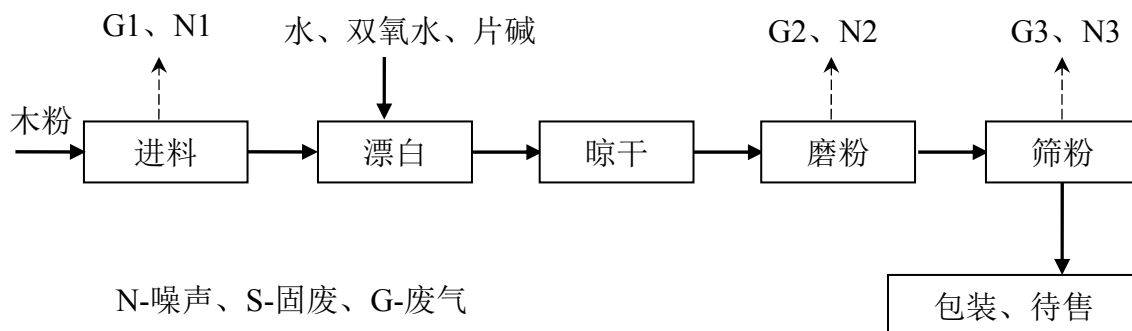 G1、N1
水、双氧水、片碱
G2、N2
G3、N3
木粉
进料
漂白
晾干
磨粉
筛粉
N-噪声、S-固废、G-废气
包装、待售